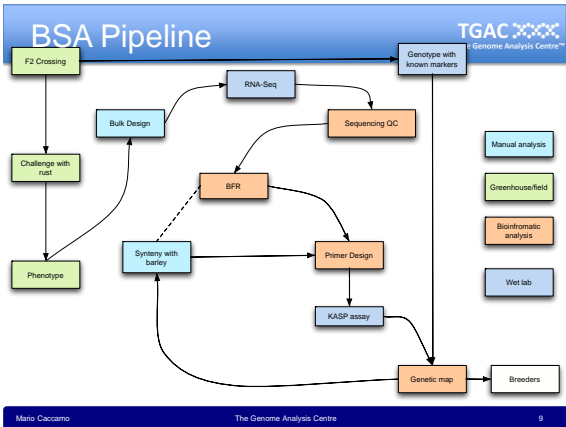 BSA Pipeline
TGAC
The Genome Analysis Centre™
F2 Crossing
Genotype with
known markers
RNA-Seq
Bulk Design
Sequencing QC
Manual analysis
Challenge with
rust
BFR
Greenhouse/field
Bioinfromatic
analysis
Synteny with
barley
Primer Design
Phenotype
Wet lab
KASP assay
Genetic map
Breeders
Mario Caccamo
The Genome Analysis Centre
9